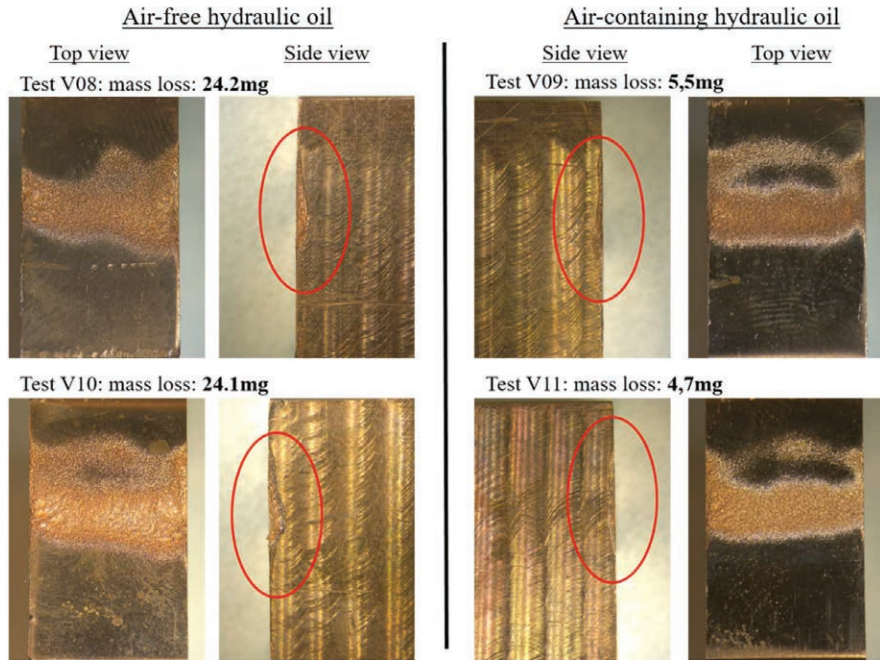 Air-free hydraulic oil
Top view
Side view
Test V08: mass loss: 24.2mg
Test V10: mass loss: 24.1mg
Air-containing hydraulic oil
Side view
Top view
Test V09: mass loss: 5,5mg
Test V11: mass loss: 4,7mg